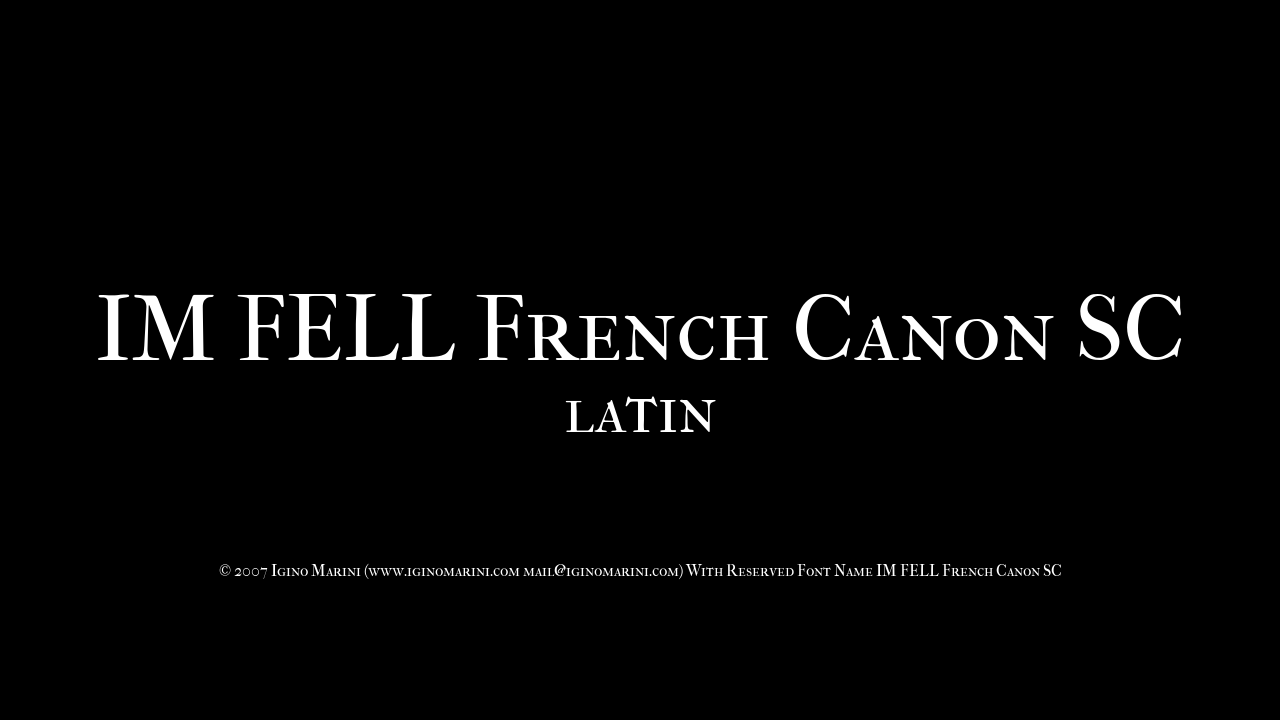 IM FELL French Canon SC
latin
© 2007 Igino Marini (www.iginomarini.com mail@iginomarini.com) With Reserved Font Name IM FELL French Canon SC